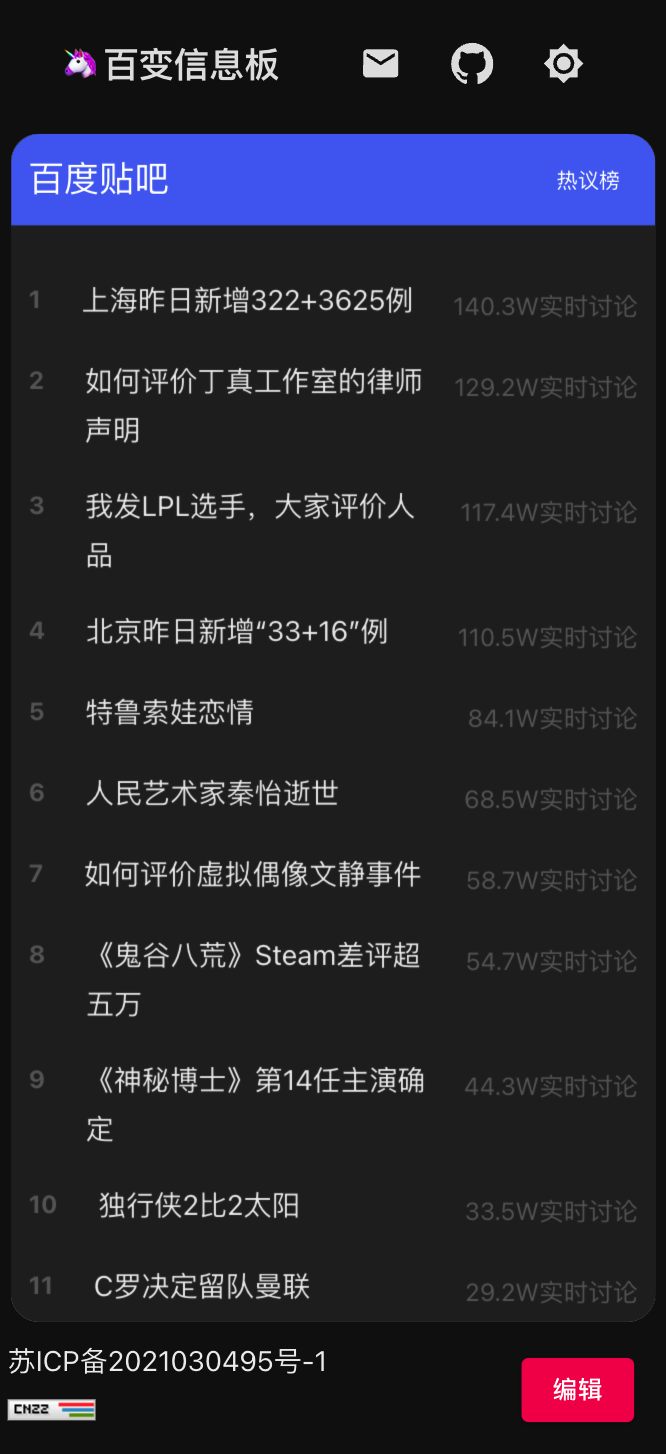 百变信息板
百度贴吧
热议榜
1 上海昨日新增322+3625例 140.3W实时讨论
2 如何评价丁真工作室的律师 129.2W实时讨论
声明
3 我发LPL选手，大家评价人 117.4W实时讨论
品
4 北京昨日新增“33+16”例 110.5W实时讨论
5 特鲁索娃恋情 84.1W实时讨论
6 人民艺术家秦怡逝世 68.5W实时讨论
7 如何评价虚拟偶像文静事件 58.7W实时讨论
8 《鬼谷八荒》Steam差评超 54.7W实时讨论
五万
9 《神秘博士》第14任主演确 44.3W实时讨论
定
10 独行侠2比2太阳 33.5W实时讨论
11 C罗决定留队曼联 29.2W实时讨论
苏ICP备2021030495号-1
编辑
CNZZ